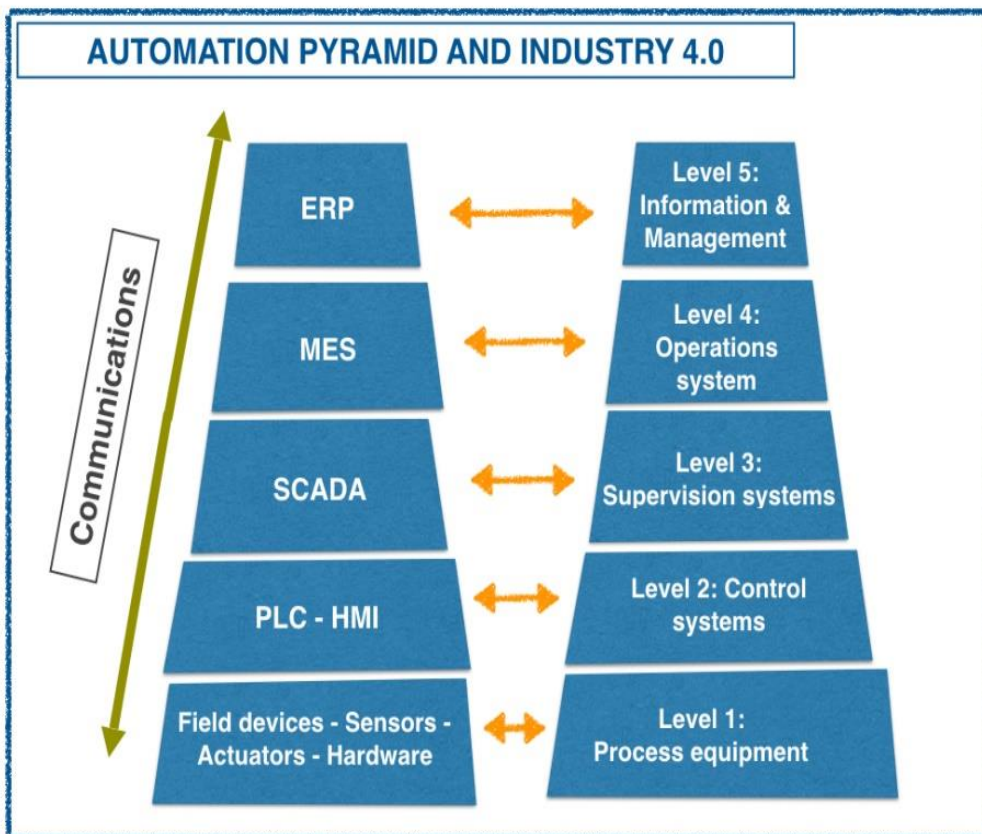 AUTOMATION PYRAMID AND INDUSTRY 4.0
Communications
ERP
Level 5:
Information &
Management
MES
Level 4:
Operations
system
SCADA
Level 3:
Supervision systems
PLC - HMI
Level 2: Control
systems
Field devices - Sensors -
Actuators - Hardware
Level 1:
Process equipment